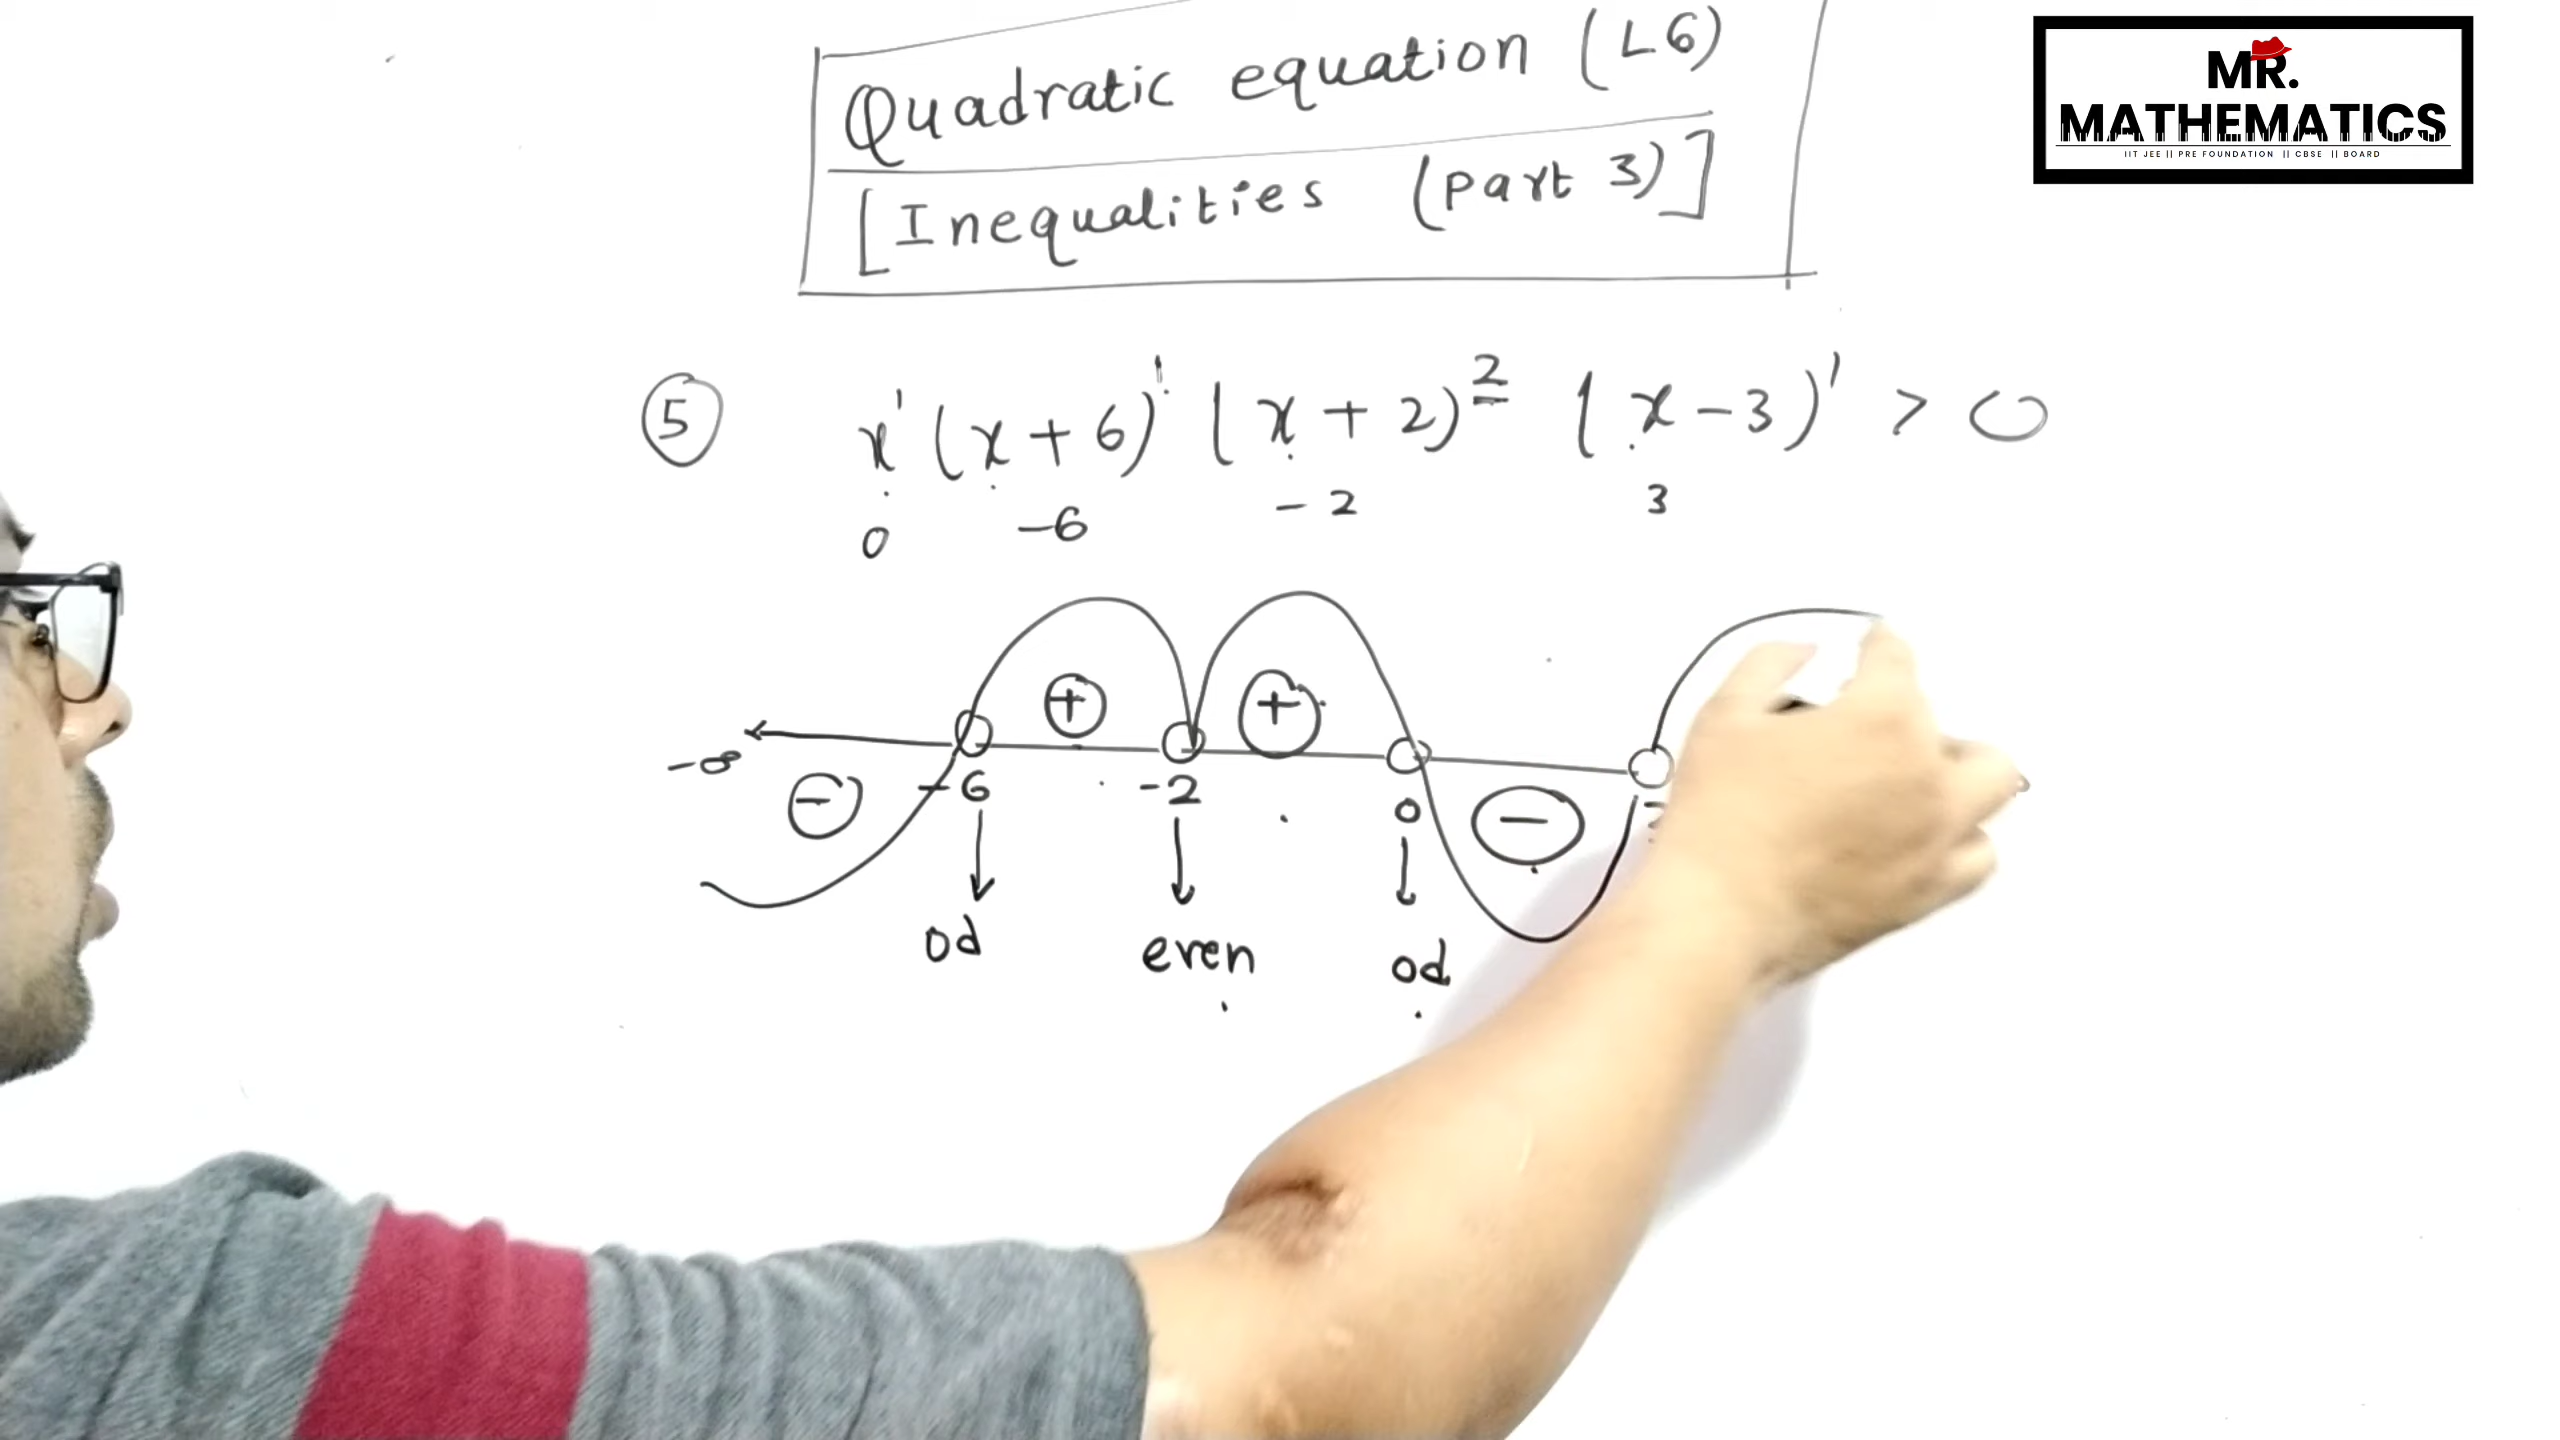 Quadratic equation (L6)
[Inequalities (part 3)]
MR.
MATHEMATICS
IIT JEE || PRE FOUNDATION || CBSE || BOARD
⑤ x¹ (x + 6)¹ (x + 2)² (x - 3)¹ > 0
0 -6 -2 3
⊕ ⊕
-∞ ⊖ -6 -2 0 ⊖
od even od